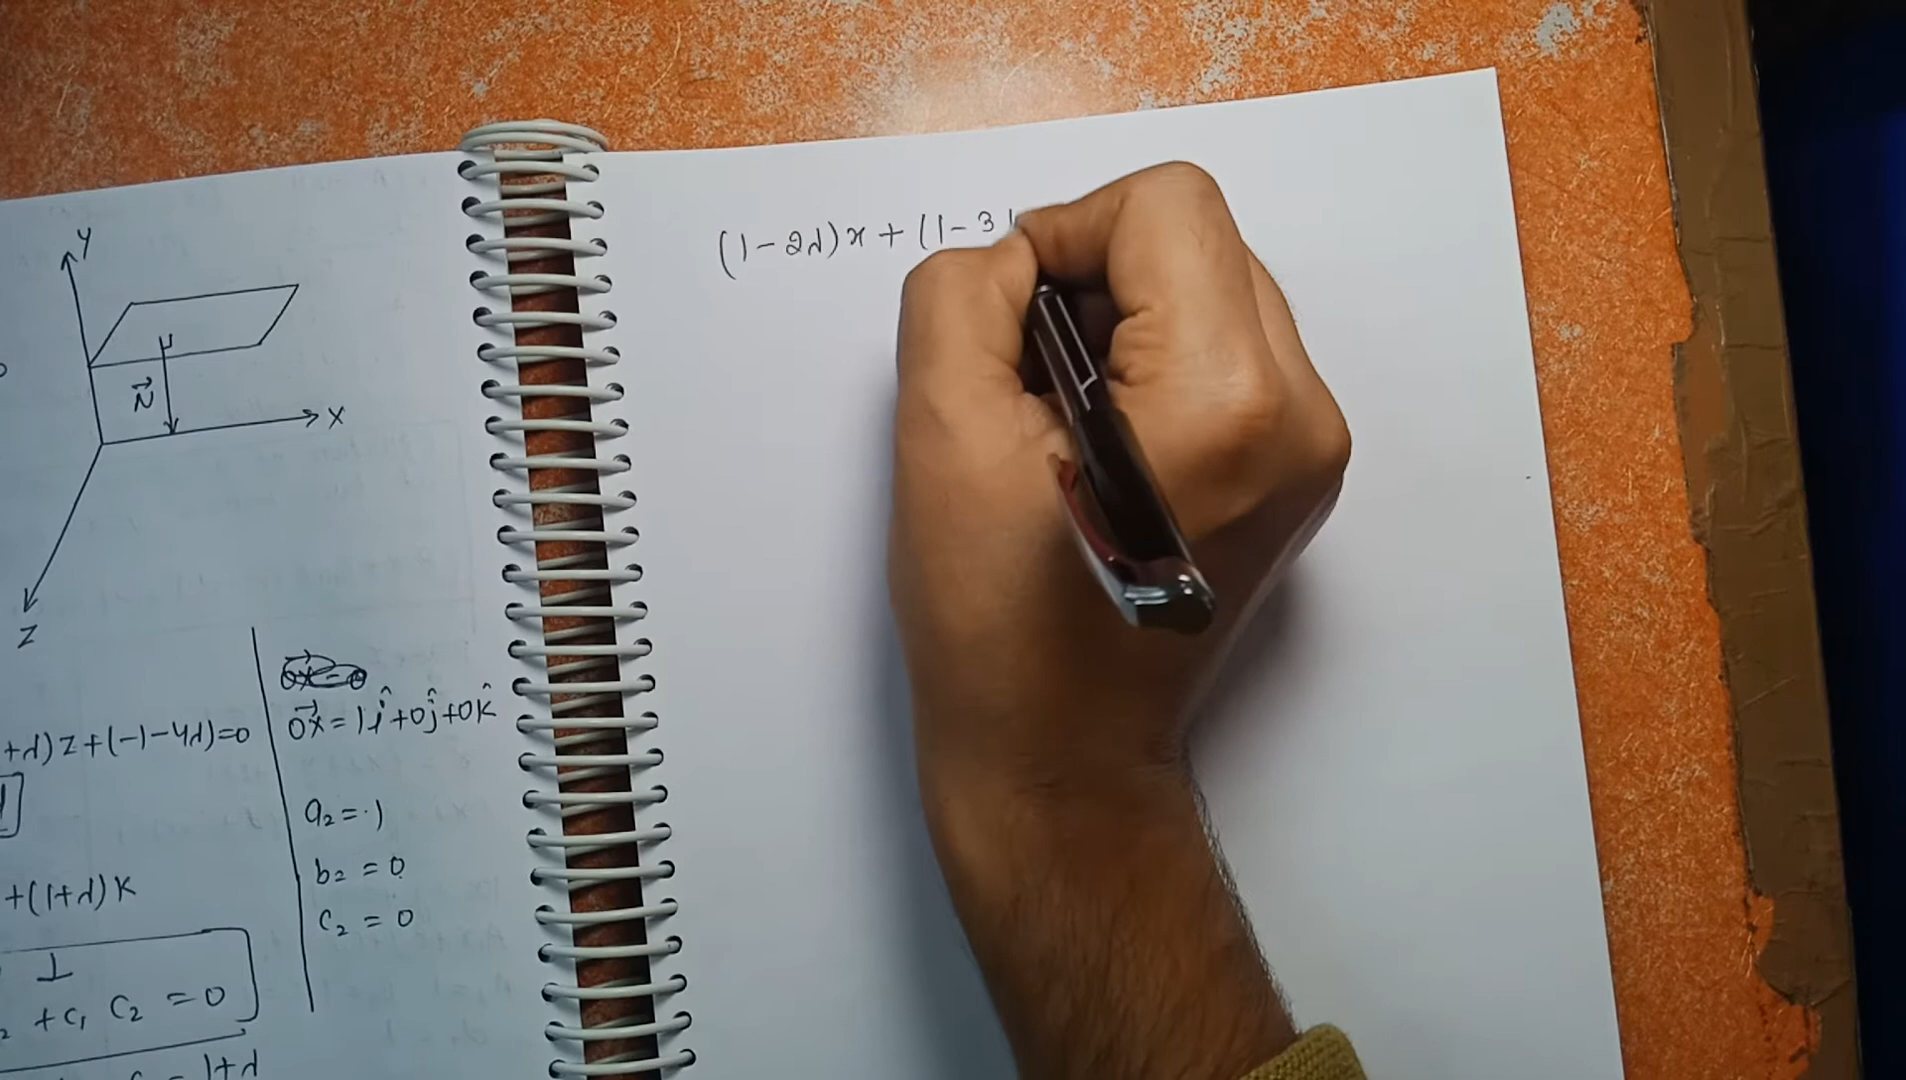 y
N⃗
x
z
+λ)z+(-1-4λ)=0
+(1+λ)k
⊥
2 + c₁ c₂ = 0
1+λ
O⃗x = 1î+0ĵ+0k̂
a₂ = 1
b₂ = 0
c₂ = 0
(1-2λ)x + (1-3